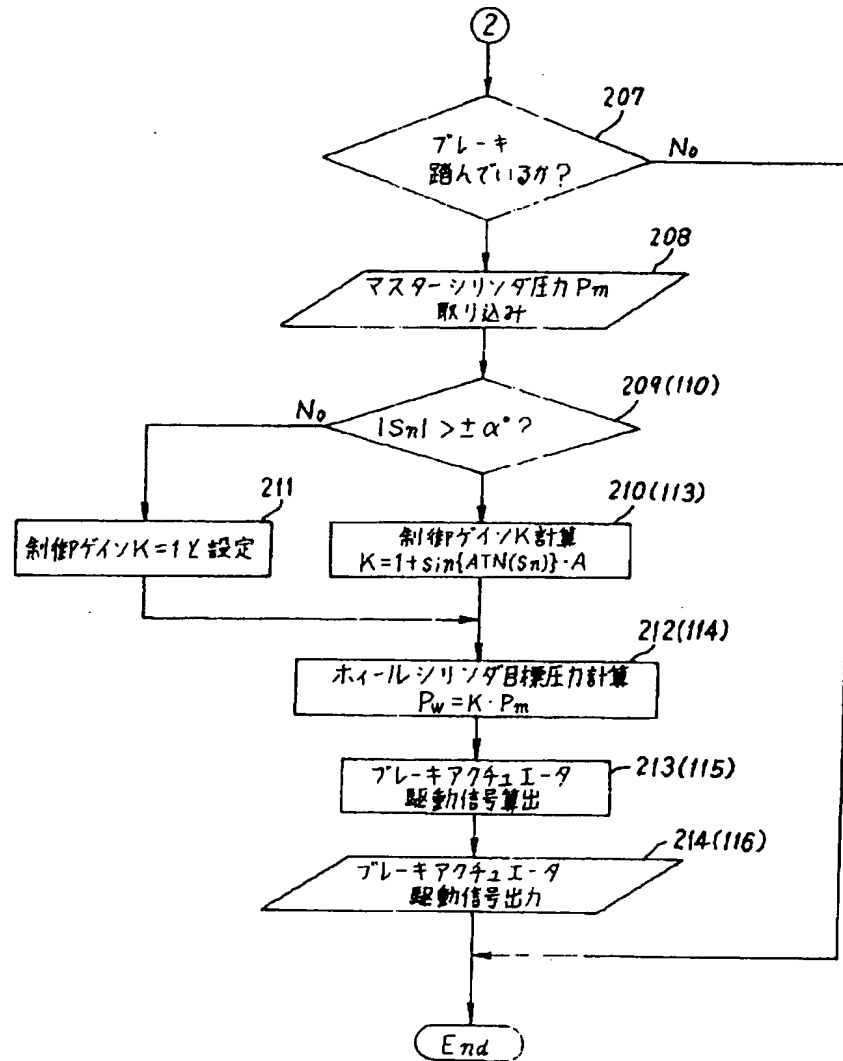 2
207
ブレーキ
踏んでいるか？
No
208
マスターシリンダ圧力Pm
取り込み
209(110)
No
|Sn|＞±α°？
211
210(113)
制御ゲインK=1と設定
制御ゲインK計算
K=1+sin{ATN(Sn)}·A
212(114)
ホィールシリンダ目標圧力計算
Pw=K·Pm
ブレーキアクチュエータ
駆動信号算出
213(115)
214(116)
ブレーキアクチュエータ
駆動信号出力
End